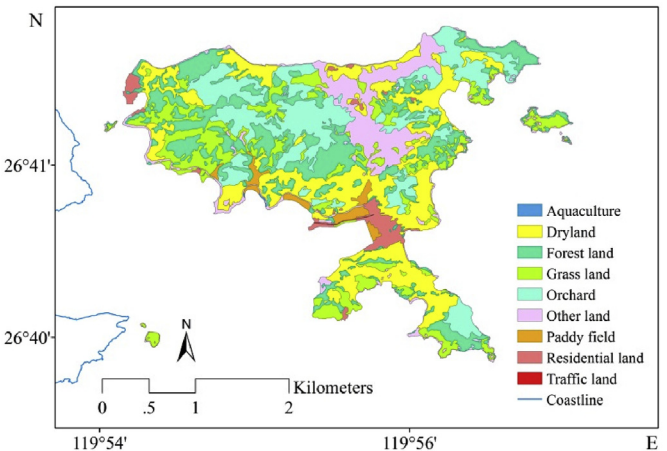 N
26°41'
26°40'
Aquaculture
Dryland
Forest land
Grass land
Orchard
Other land
Paddy field
Residential land
Traffic land
Coastline
N
Kilometers
0 .5 1 2
119°54' 119°56' E